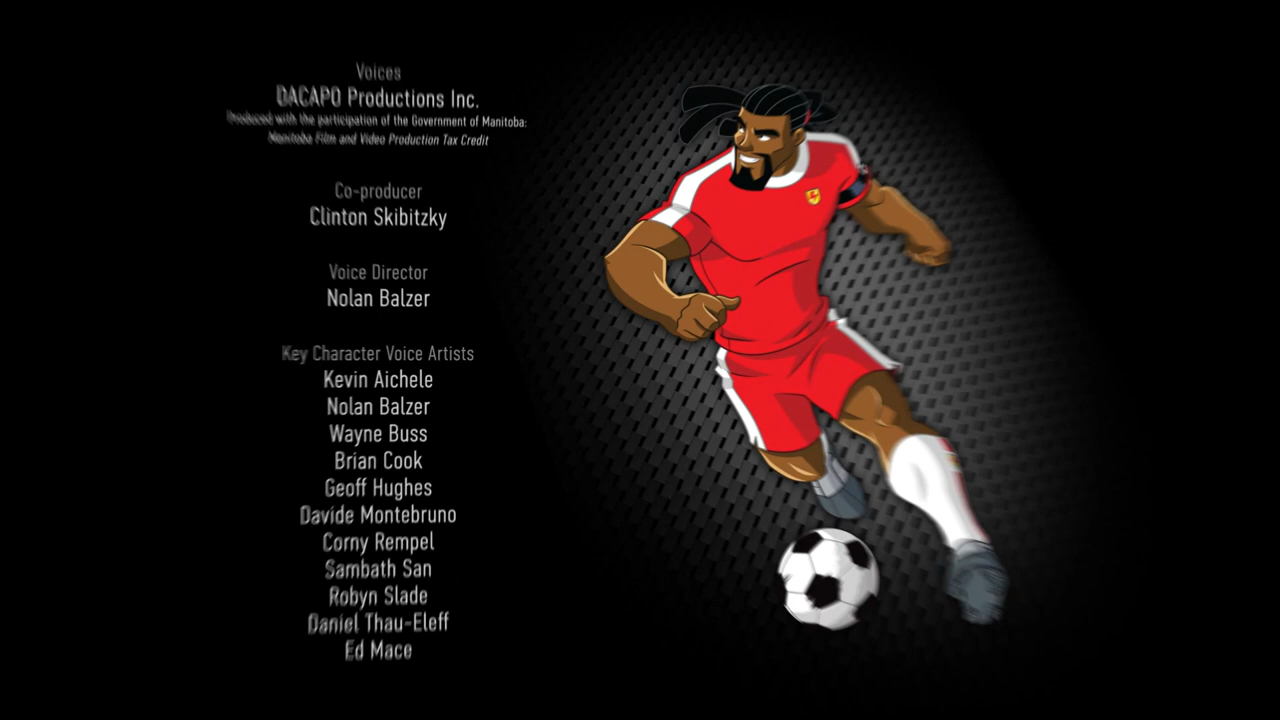 Voices
DACAPO Productions Inc.
Produced with the participation of the Government of Manitoba:
Manitoba Film and Video Production Tax Credit
Co-producer
Clinton Skibitzky
Voice Director
Nolan Balzer
Key Character Voice Artists
Kevin Aichele
Nolan Balzer
Wayne Buss
Brian Cook
Geoff Hughes
Davide Montebruno
Corny Rempel
Sambath San
Robyn Slade
Daniel Thau-Eleff
Ed Mace